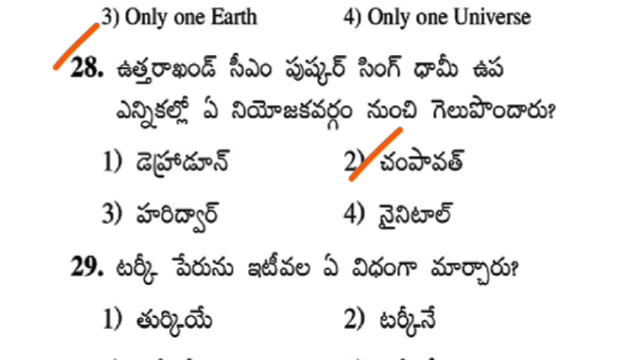 3) Only one Earth 4) Only one Universe
28. ఉత్తరాఖండ్ సీఎం పుష్కర్ సింగ్ ధామీ ఉప
ఎన్నికల్లో ఏ నియోజకవర్గం నుంచి గెలుపొందారు?
1) డెహ్రాడూన్ 2) చంపావత్
3) హరిద్వార్ 4) నైనిటాల్
29. టర్కీ పేరును ఇటీవల ఏ విధంగా మార్చారు?
1) తుర్కియే 2) టర్కీనే